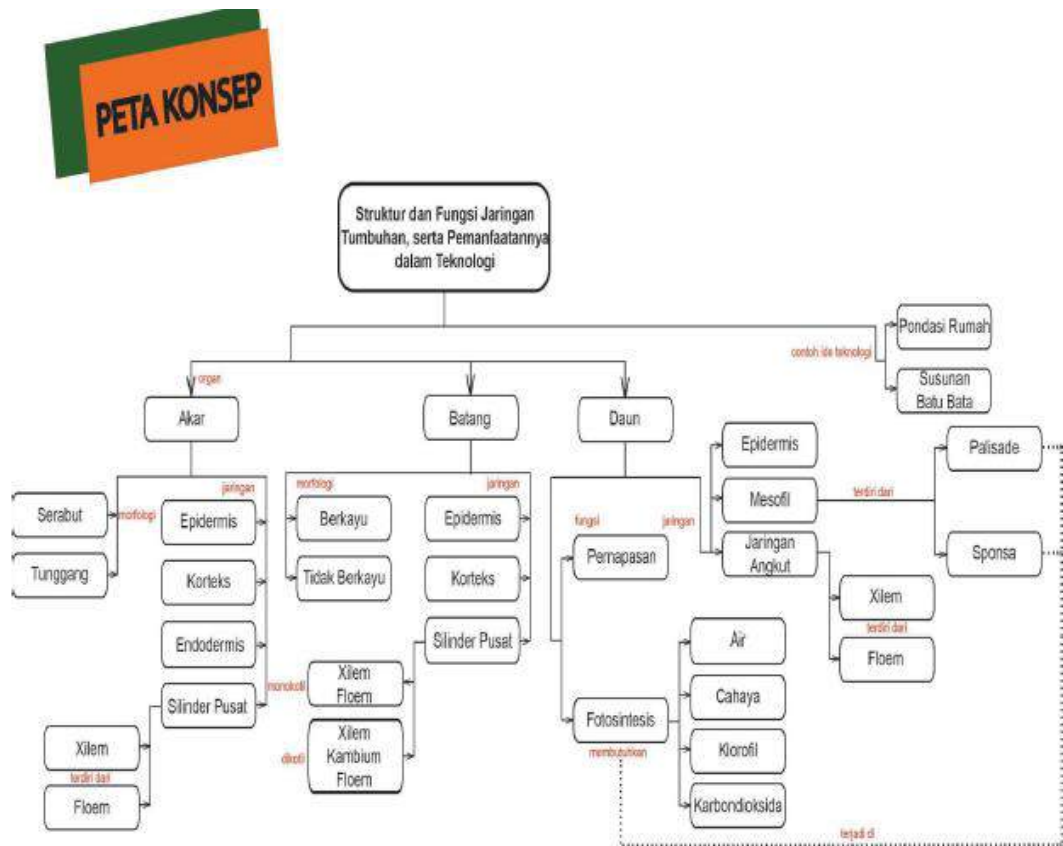 PETA KONSEP
Struktur dan Fungsi Jaringan
Tumbuhan, serta Pemanfaatannya
dalam Teknologi
contoh ide teknologi
Pondasi Rumah
Susunan
Batu Bata
organ
Akar
Batang
Daun
morfologi
Serabut
Tunggang
jaringan
Epidermis
Korteks
Endodermis
Silinder Pusat
Xilem
terdiri dari
Floem
morfologi
Berkayu
Tidak Berkayu
jaringan
Epidermis
Korteks
Silinder Pusat
monokotil
Xilem
Floem
dikotil
Xilem
Kambium
Floem
fungsi
Pernapasan
Fotosintesis
membutuhkan
Air
Cahaya
Klorofil
Karbondioksida
jaringan
Epidermis
Mesofil
Jaringan
Angkut
terdiri dari
Palisade
Sponsa
Xilem
terdiri dari
Floem
terjadi di